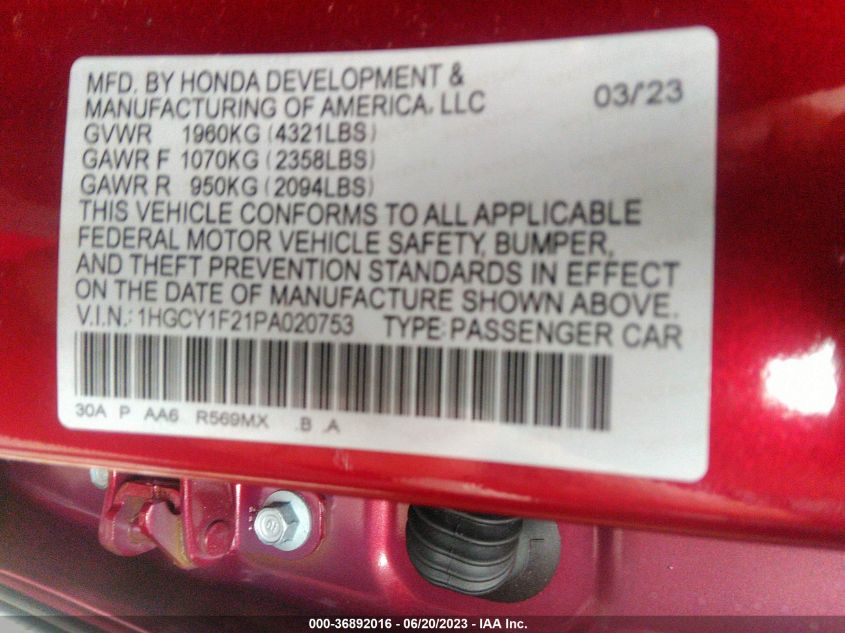 MFD. BY HONDA DEVELOPMENT &
MANUFACTURING OF AMERICA, LLC 03/'23
GVWR 1960KG (4321LBS)
GAWR F 1070KG (2358LBS)
GAWR R 950KG (2094LBS)
THIS VEHICLE CONFORMS TO ALL APPLICABLE
FEDERAL MOTOR VEHICLE SAFETY, BUMPER,
AND THEFT PREVENTION STANDARDS IN EFFECT
ON THE DATE OF MANUFACTURE SHOWN ABOVE.
V.I.N.: 1HGCY1F21PA020753 TYPE: PASSENGER CAR
30A P AA6 R569MX .B .A
000-36892016 - 06/20/2023 - IAA Inc.